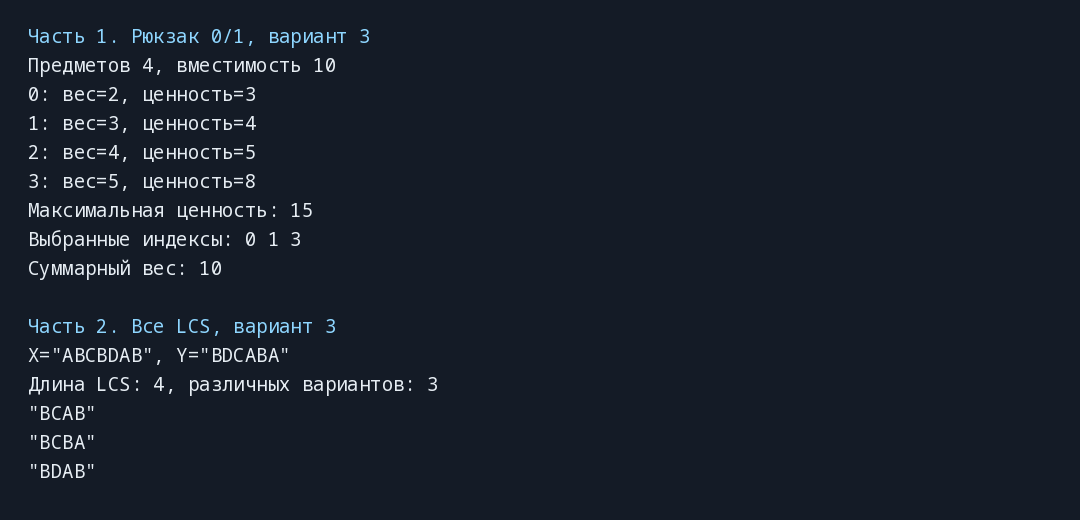 Часть 1. Рюкзак 0/1, вариант 3
Предметов 4, вместимость 10
0: вес=2, ценность=3
1: вес=3, ценность=4
2: вес=4, ценность=5
3: вес=5, ценность=8
Максимальная ценность: 15
Выбранные индексы: 0 1 3
Суммарный вес: 10
Часть 2. Все LCS, вариант 3
X="ABCBDAB", Y="BDCABA"
Длина LCS: 4, различных вариантов: 3
"BCAB"
"BCBA"
"BDAB"